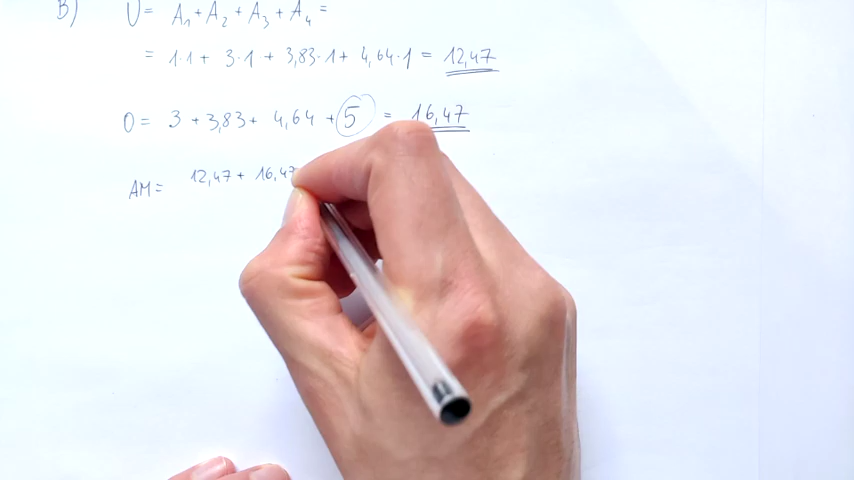 B) U = A₁ + A₂ + A₃ + A₄ =
= 1·1 + 3·1 + 3,83·1 + 4,64·1 = 12,47
O = 3 + 3,83 + 4,64 + 5 = 16,47
AM = 12,47 + 16,47